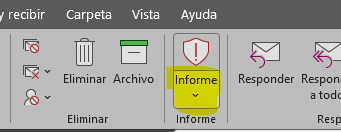 y recibir Carpeta Vista Ayuda
Eliminar Archivo Informe Responder Respon
a todo
Eliminar Informe Resp